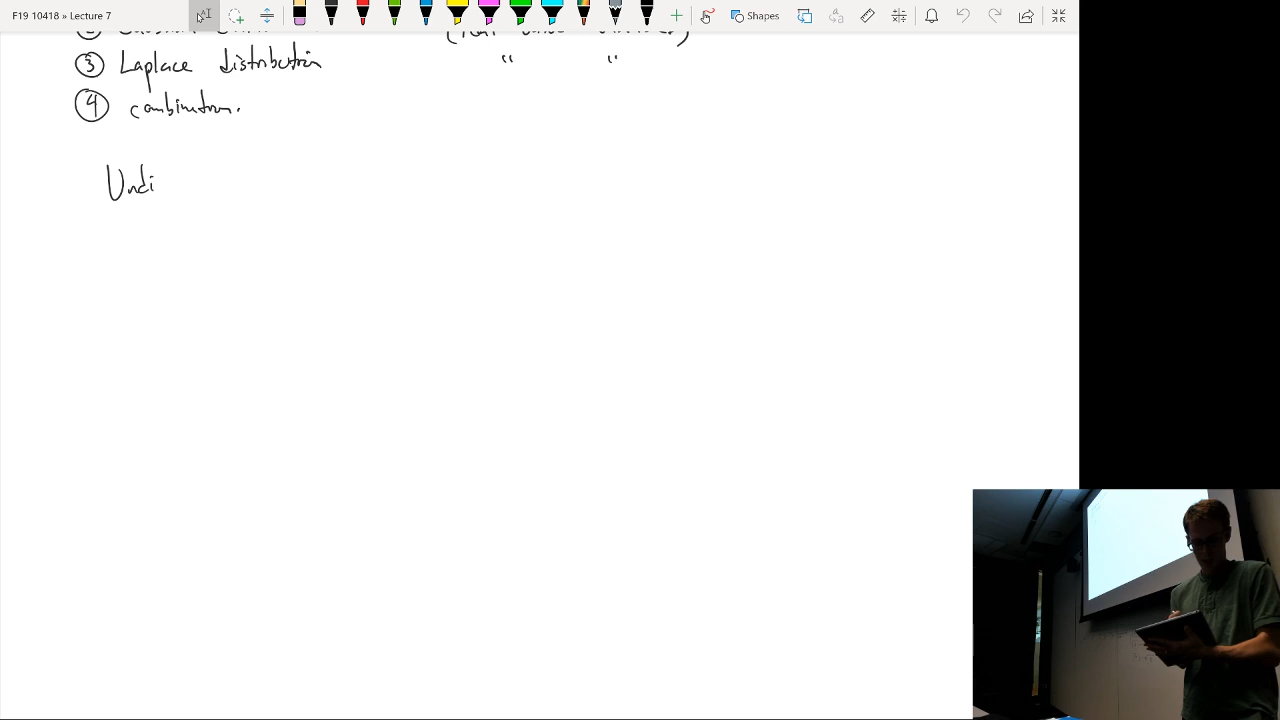 F19 10418 » Lecture 7
Shapes
③ Laplace distribution " "
④ combination.
Undi